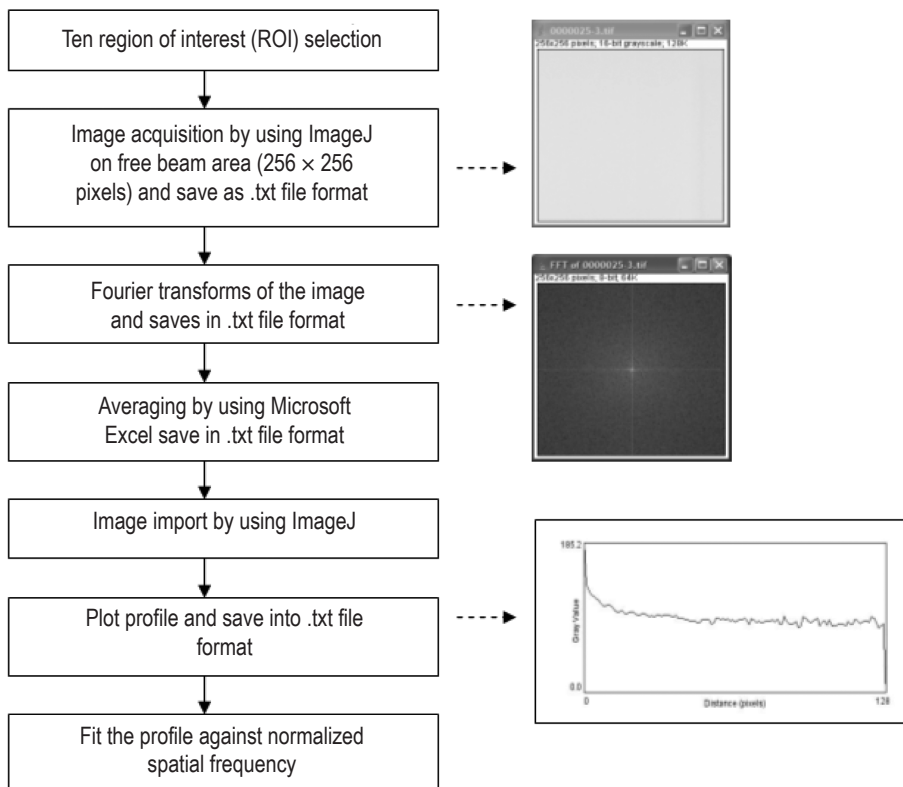 Ten region of interest (ROI) selection
Image acquisition by using ImageJ
on free beam area (256 × 256
pixels) and save as .txt file format
Fourier transforms of the image
and saves in .txt file format
Averaging by using Microsoft
Excel save in .txt file format
Image import by using ImageJ
Plot profile and save into .txt file
format
Fit the profile against normalized
spatial frequency
0000025-3.tif
256x256 pixels; 16-bit grayscale; 128K
FFT of 0000025-3.tif
256x256 pixels; 8-bit; 64K
185.2
Gray Value
0.0
0
Distance (pixels)
128